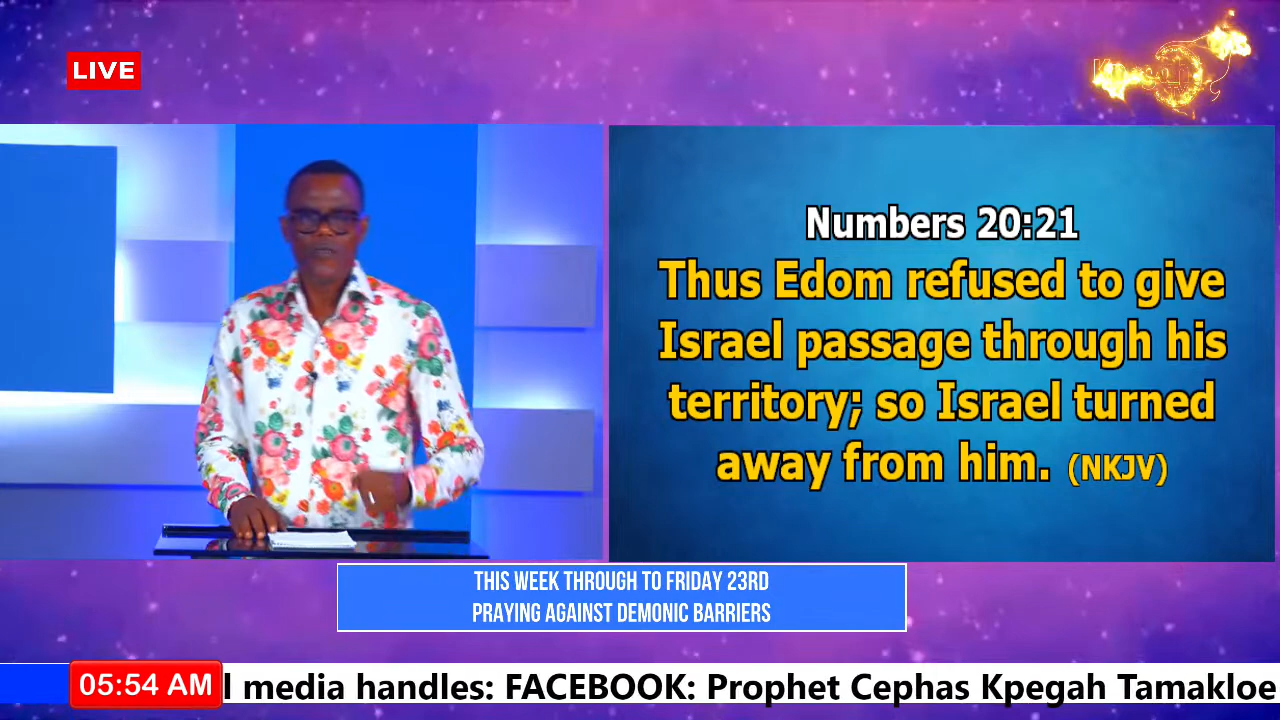 LIVE
Numbers 20:21
Thus Edom refused to give
Israel passage through his
territory; so Israel turned
away from him. (NKJV)
THIS WEEK THROUGH TO FRIDAY 23RD
PRAYING AGAINST DEMONIC BARRIERS
05:54 AM
media handles: FACEBOOK: Prophet Cephas Kpegah Tamakloe